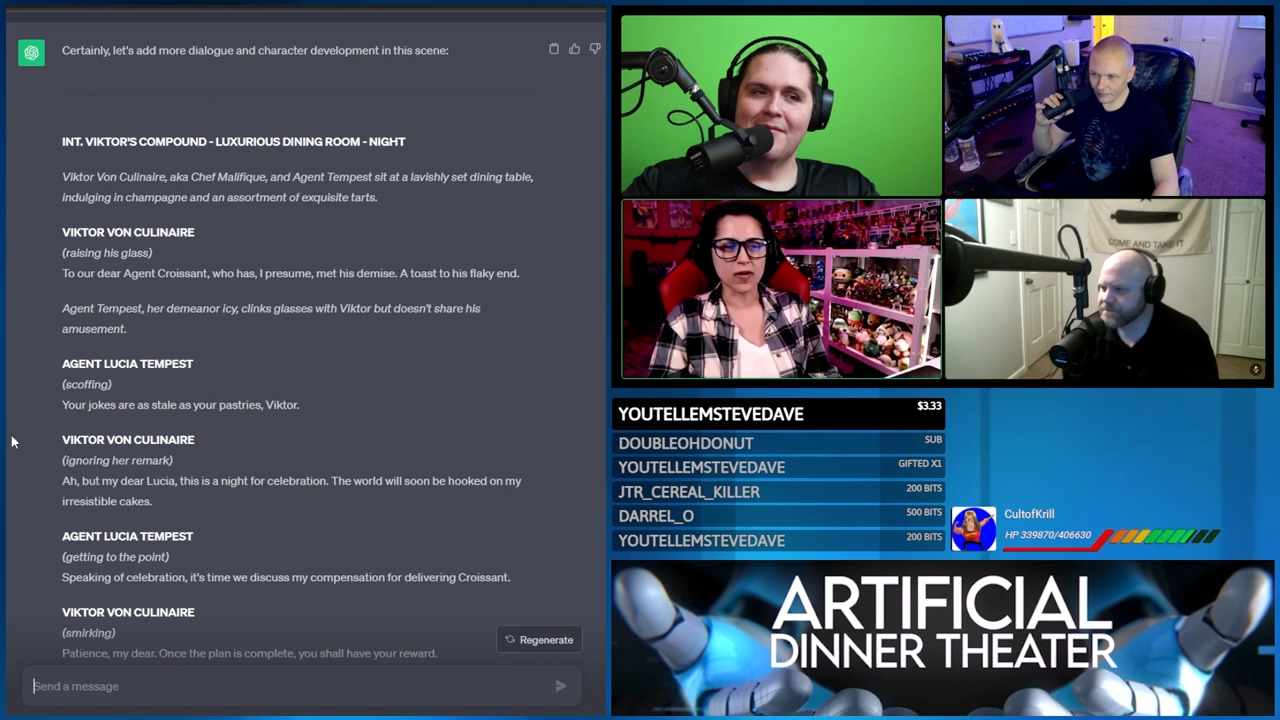 Certainly, let's add more dialogue and character development in this scene:
INT. VIKTOR'S COMPOUND - LUXURIOUS DINING ROOM - NIGHT
Viktor Von Culinaire, aka Chef Malifique, and Agent Tempest sit at a lavishly set dining table,
indulging in champagne and an assortment of exquisite tarts.
VIKTOR VON CULINAIRE
(raising his glass)
To our dear Agent Croissant, who has, I presume, met his demise. A toast to his flaky end.
Agent Tempest, her demeanor icy, clinks glasses with Viktor but doesn't share his
amusement.
AGENT LUCIA TEMPEST
(scoffing)
Your jokes are as stale as your pastries, Viktor.
VIKTOR VON CULINAIRE
(ignoring her remark)
Ah, but my dear Lucia, this is a night for celebration. The world will soon be hooked on my
irresistible cakes.
AGENT LUCIA TEMPEST
(getting to the point)
Speaking of celebration, it's time we discuss my compensation for delivering Croissant.
VIKTOR VON CULINAIRE
(smirking)
Patience, my dear. Once the plan is complete, you shall have your reward.
Regenerate
Send a message
COME AND TAKE IT
YOUTELLEMSTEVEDAVE $3.33
DOUBLEOHDONUT SUB
YOUTELLEMSTEVEDAVE GIFTED X1
JTR_CEREAL_KILLER 200 BITS
DARREL_O 500 BITS
YOUTELLEMSTEVEDAVE 200 BITS
CultofKrill
HP 339870/406630
ARTIFICIAL
DINNER THEATER